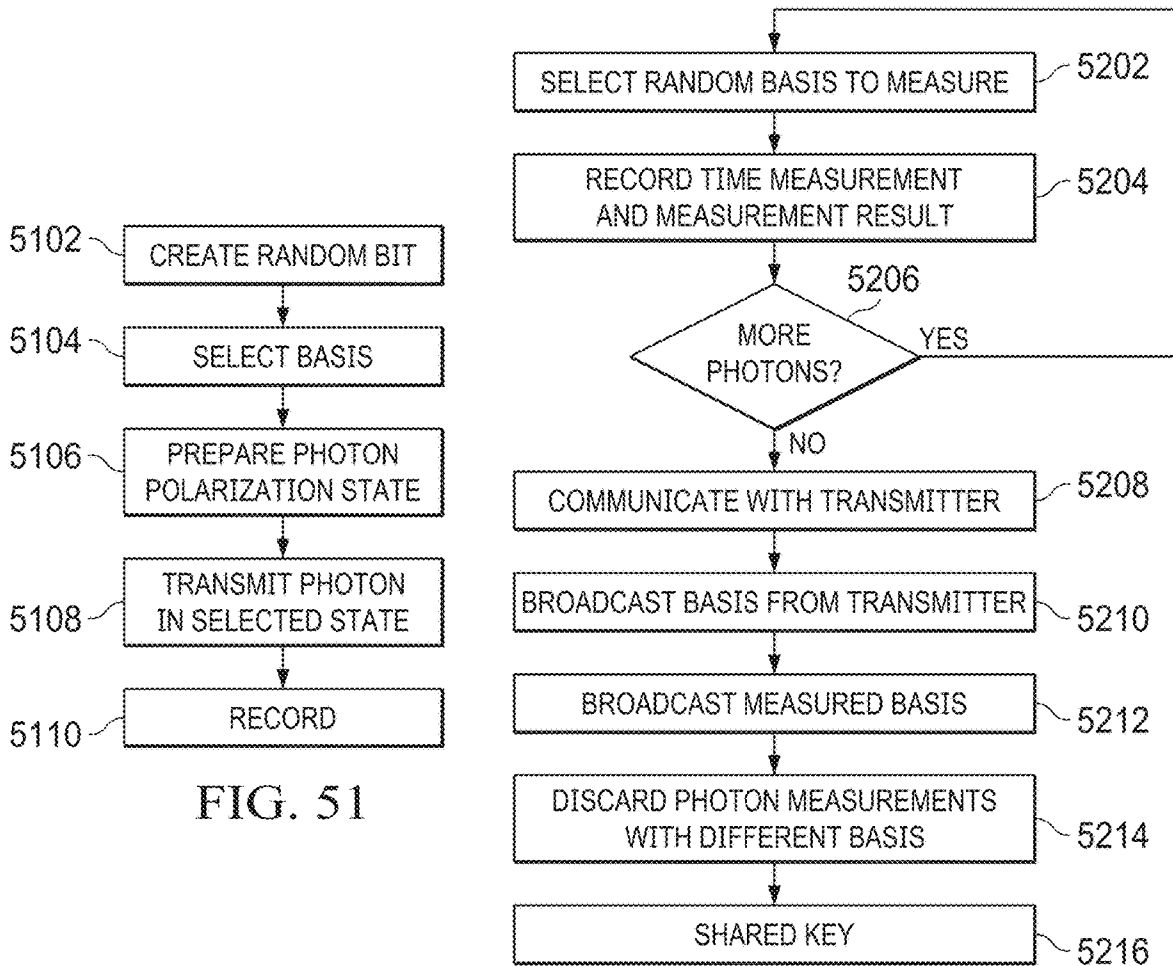 5102
CREATE RANDOM BIT
5104
SELECT BASIS
5106
PREPARE PHOTON
POLARIZATION STATE
5108
TRANSMIT PHOTON
IN SELECTED STATE
5110
RECORD
FIG. 51
SELECT RANDOM BASIS TO MEASURE
5202
RECORD TIME MEASUREMENT
AND MEASUREMENT RESULT
5204
5206
MORE
PHOTONS?
YES
NO
COMMUNICATE WITH TRANSMITTER
5208
BROADCAST BASIS FROM TRANSMITTER
5210
BROADCAST MEASURED BASIS
5212
DISCARD PHOTON MEASUREMENTS
WITH DIFFERENT BASIS
5214
SHARED KEY
5216